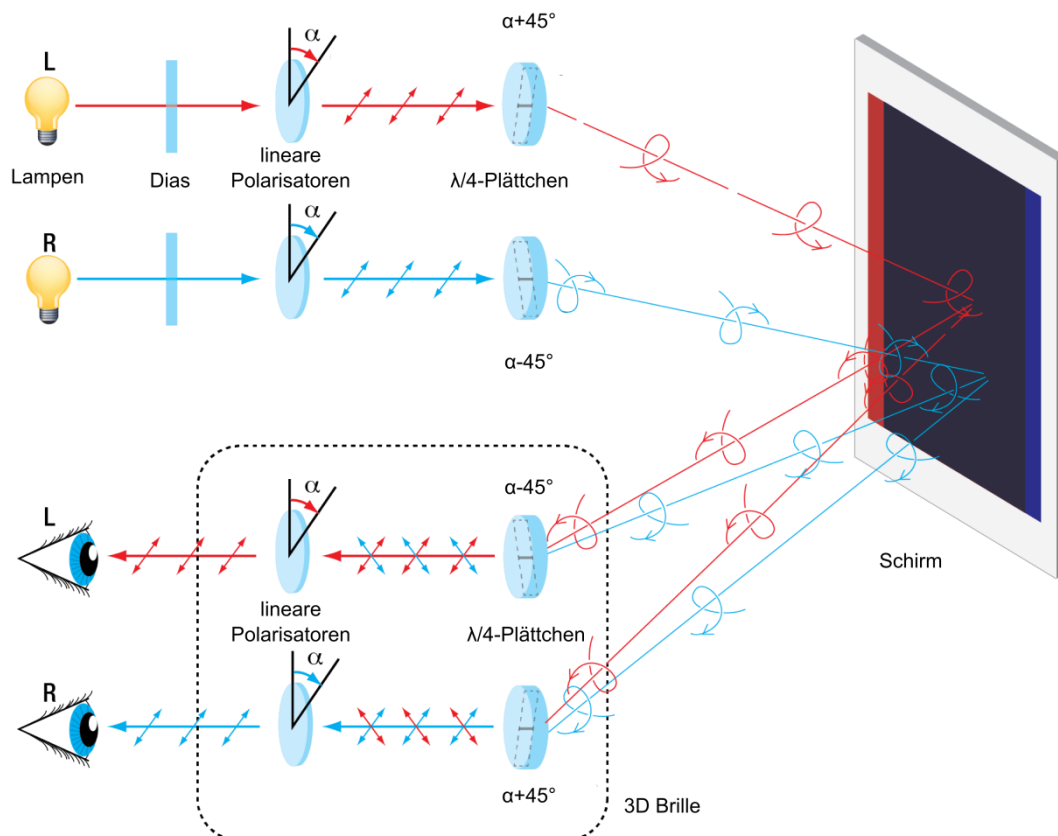 L
α
α+45°
Lampen
Dias
lineare
Polarisatoren
λ/4-Plättchen
R
α
α-45°
L
α
α-45°
Schirm
lineare
Polarisatoren
λ/4-Plättchen
R
α
α+45°
3D Brille